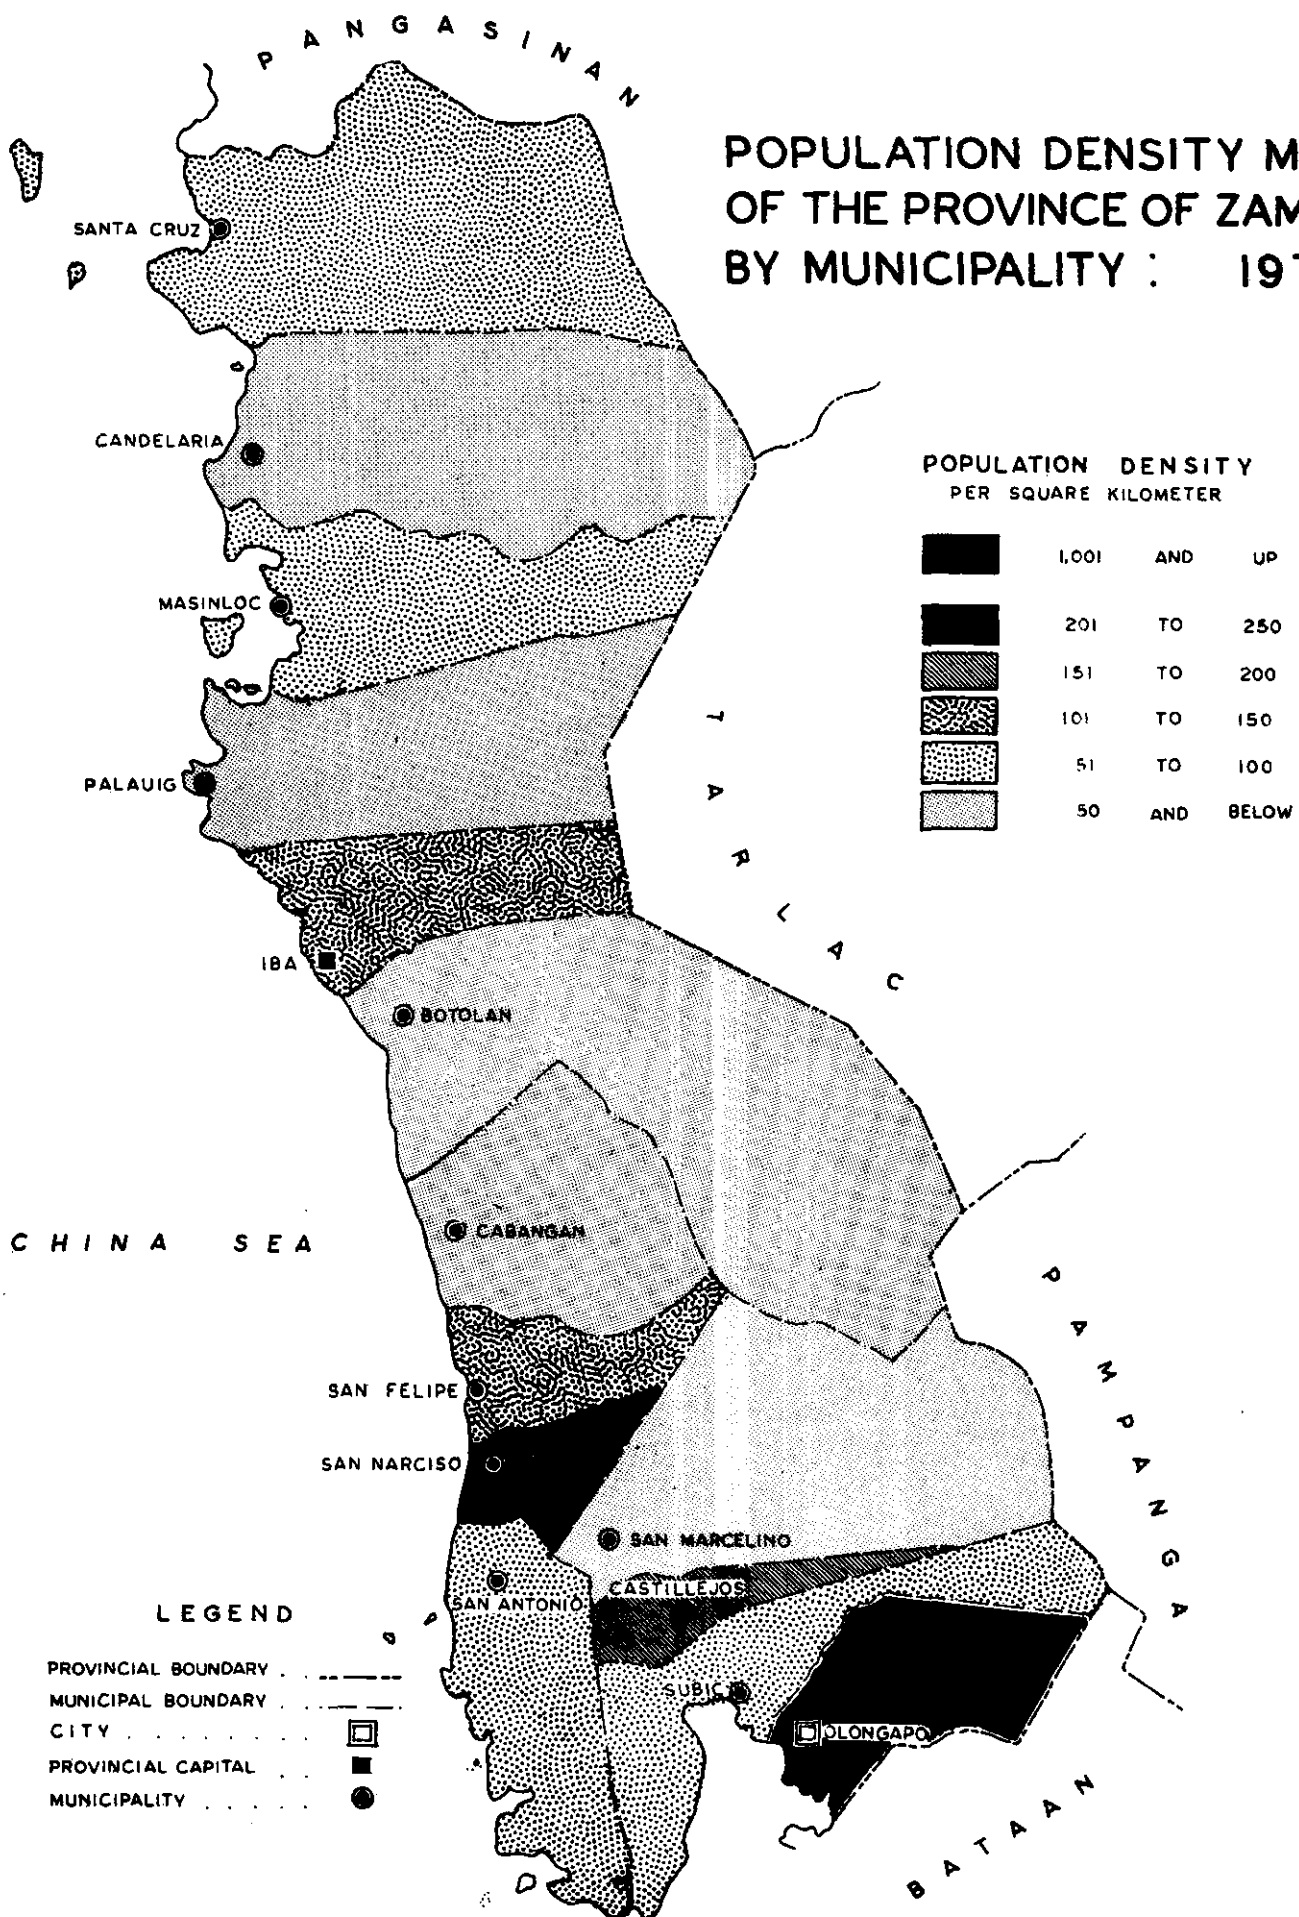 PANGASINAN
POPULATION DENSITY M
OF THE PROVINCE OF ZAM
BY MUNICIPALITY : 197
SANTA CRUZ
CANDELARIA
POPULATION DENSITY
PER SQUARE KILOMETER
1,001 AND UP
201 TO 250
151 TO 200
101 TO 150
51 TO 100
50 AND BELOW
MASINLOC
PALAUIG
TARLAC
IBA
BOTOLAN
CHINA SEA
CABANGAN
PAMPANGA
SAN FELIPE
SAN NARCISO
SAN MARCELINO
CASTILLEJOS
SAN ANTONIO
SUBIC
OLONGAPO
BATAAN
LEGEND
PROVINCIAL BOUNDARY . .
MUNICIPAL BOUNDARY . .
CITY . . . . . . . .
PROVINCIAL CAPITAL . .
MUNICIPALITY . . . . .